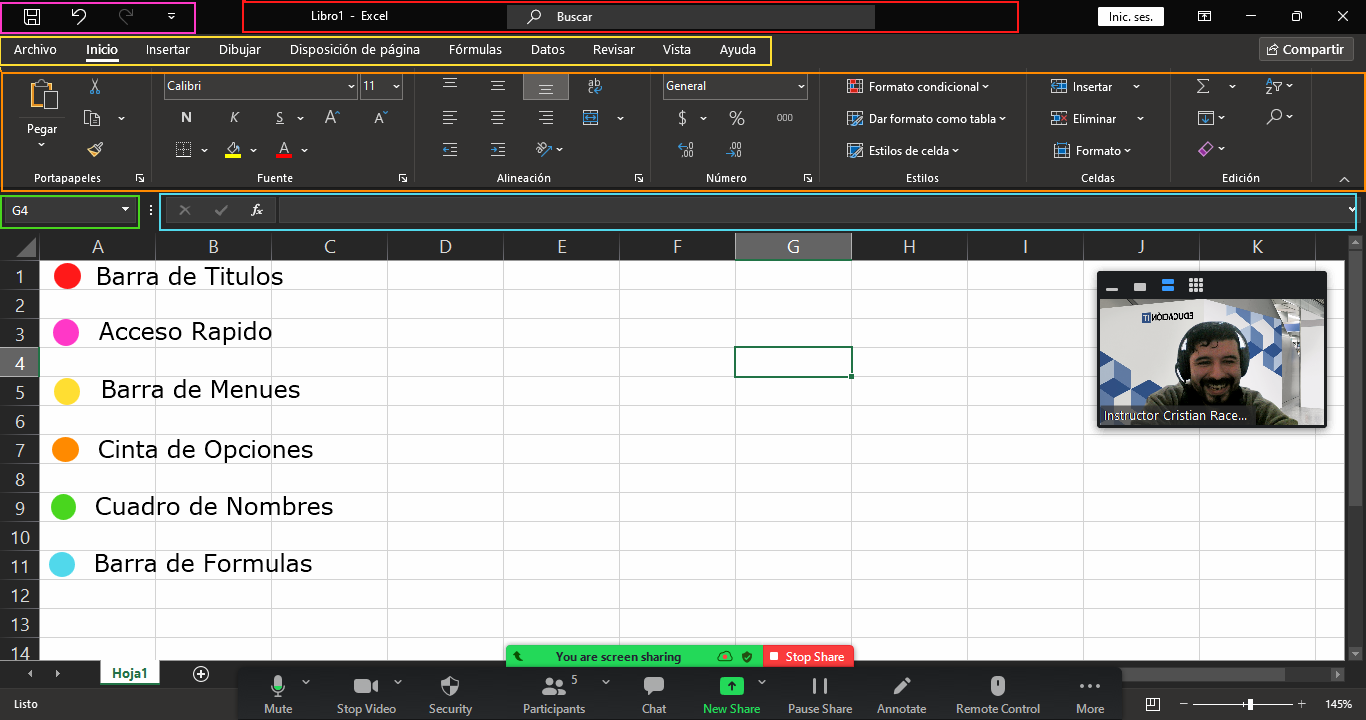 Libro1 - Excel
Buscar
Inic. ses.
Archivo Inicio Insertar Dibujar Disposición de página Fórmulas Datos Revisar Vista Ayuda
Compartir
Calibri 11 General
Formato condicional
Insertar
Pegar
N K S A A
$ % 000
Dar formato como tabla
Eliminar
A
Estilos de celda
Formato
Portapapeles Fuente Alineación Número Estilos Celdas Edición
G4 fx
A B C D E F G H I J K
1 Barra de Titulos
2
3 Acceso Rapido
4
5 Barra de Menues
6
7 Cinta de Opciones
8
9 Cuadro de Nombres
10
11 Barra de Formulas
12
13
14
EDUCACIÓN IT
Instructor Cristian Race...
You are screen sharing Stop Share
Hoja1
Mute Stop Video Security Participants 5 Chat New Share Pause Share Annotate Remote Control More
Listo
145%